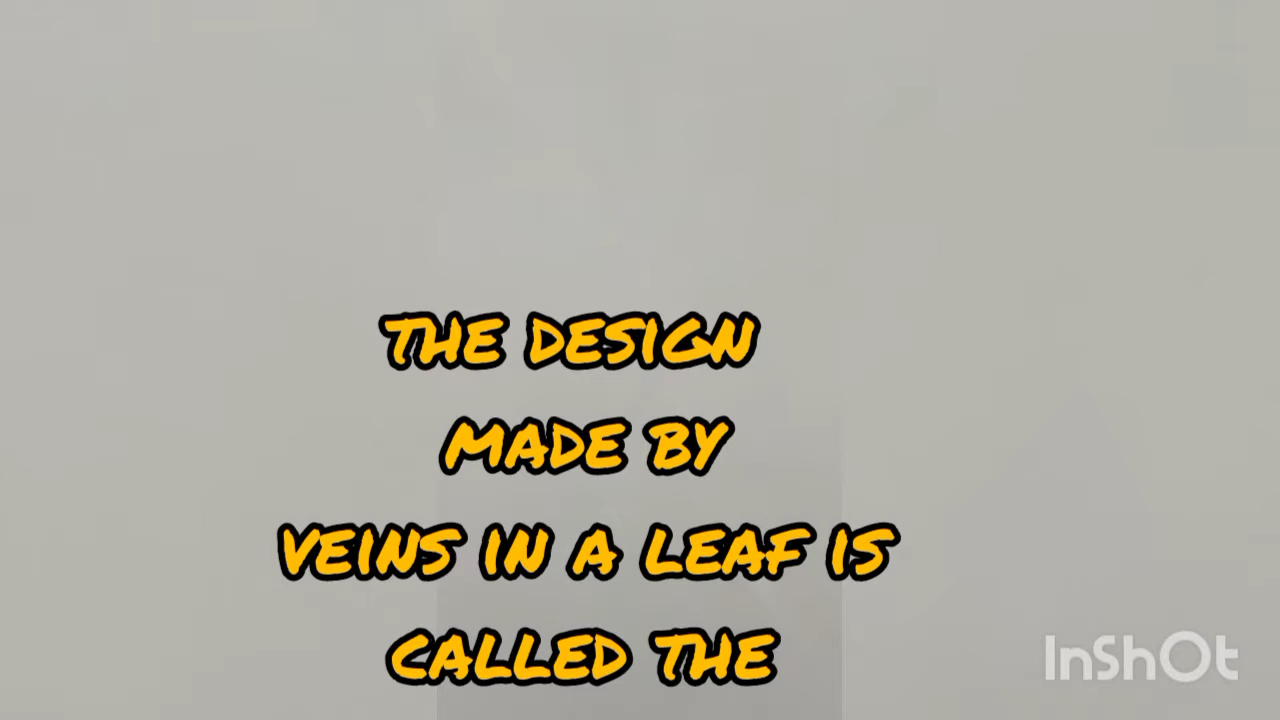 THE DESIGN
MADE BY
VEINS IN A LEAF IS
CALLED THE
InShOt